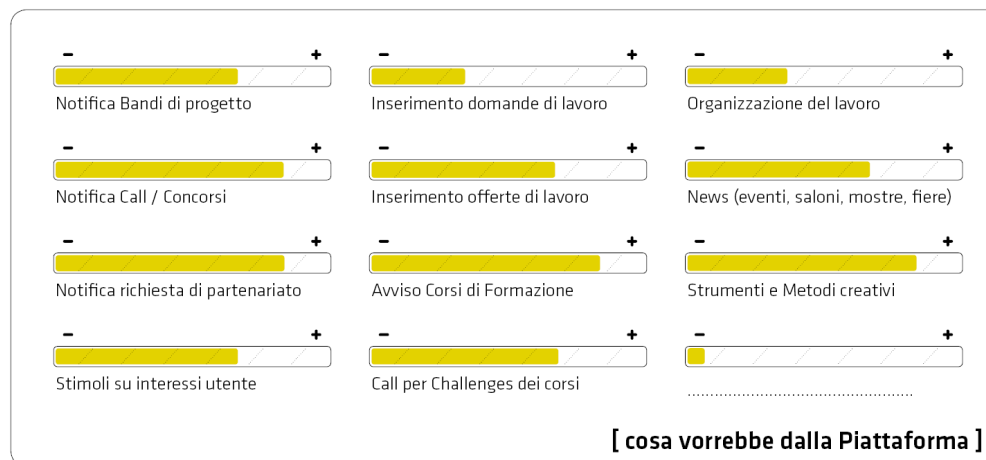 - + - + - +
Notifica Bandi di progetto Inserimento domande di lavoro Organizzazione del lavoro
- + - + - +
Notifica Call / Concorsi Inserimento offerte di lavoro News (eventi, saloni, mostre, fiere)
- + - + - +
Notifica richiesta di partenariato Avviso Corsi di Formazione Strumenti e Metodi creativi
- + - + - +
Stimoli su interessi utente Call per Challenges dei corsi ................................................
[ cosa vorrebbe dalla Piattaforma ]